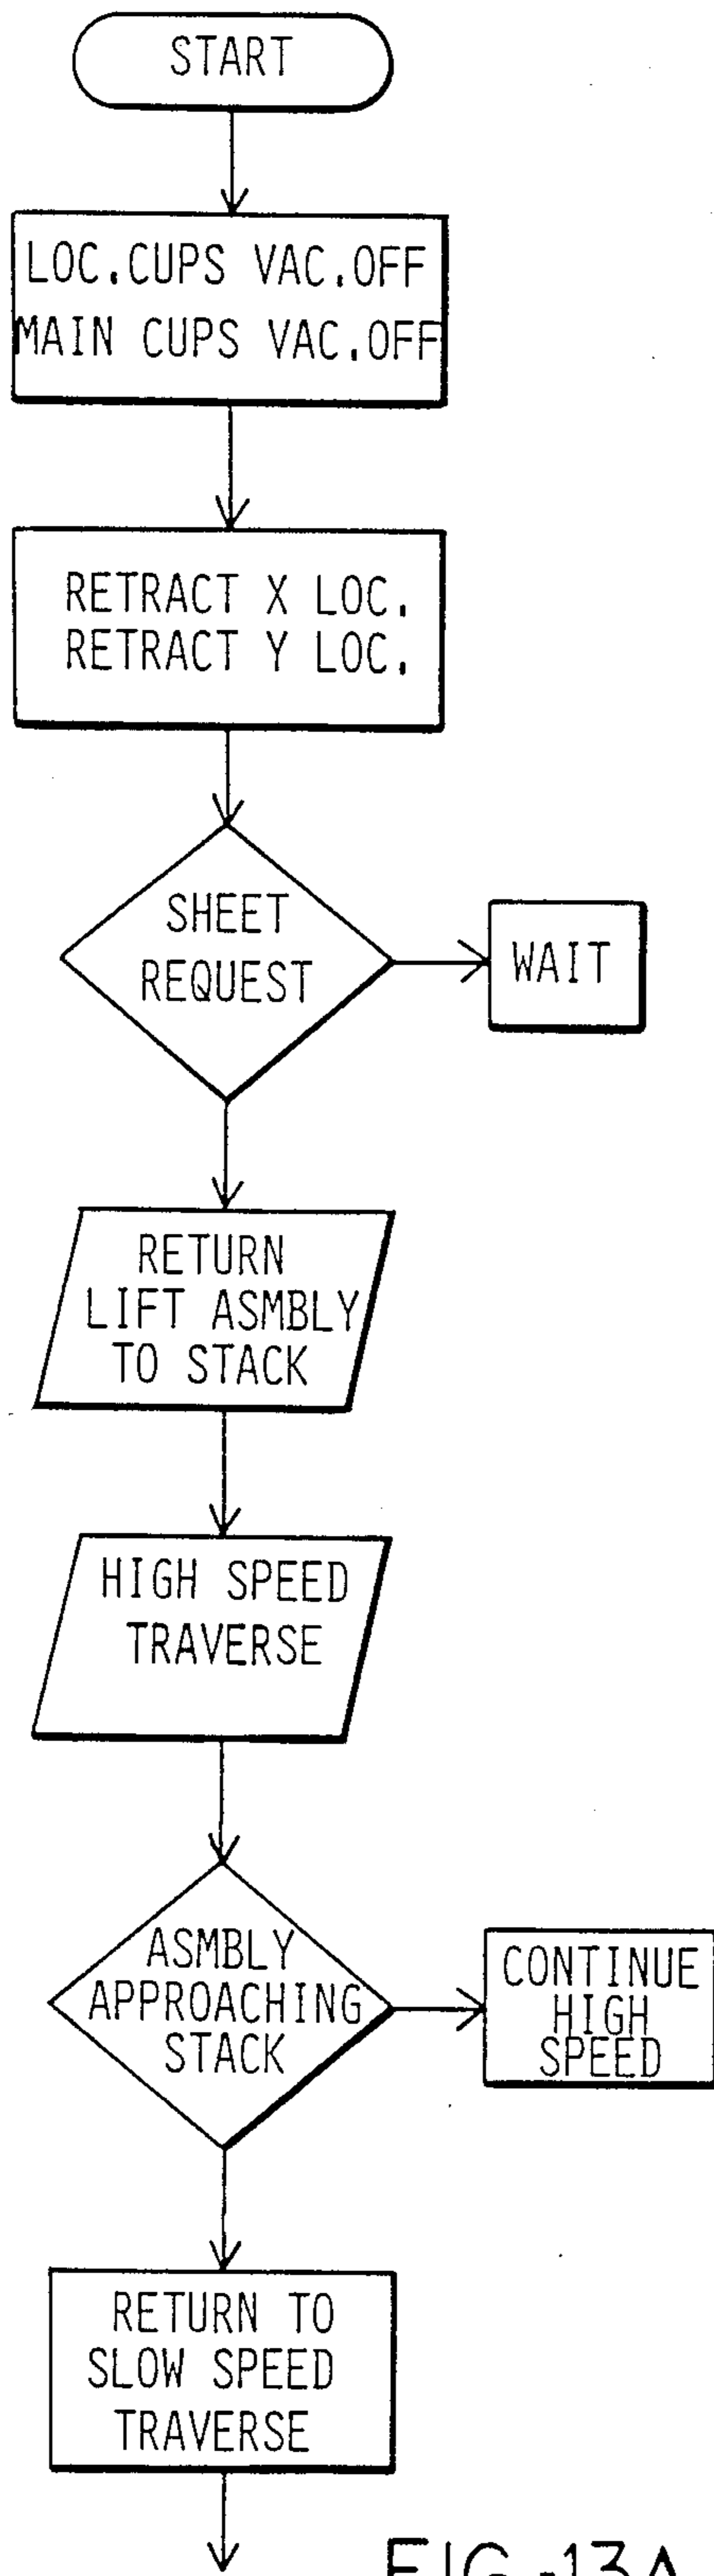 START
LOC.CUPS VAC.OFF
MAIN CUPS VAC.OFF
RETRACT X LOC.
RETRACT Y LOC.
SHEET
REQUEST
WAIT
RETURN
LIFT ASMBLY
TO STACK
HIGH SPEED
TRAVERSE
ASMBLY
APPROACHING
STACK
CONTINUE
HIGH
SPEED
RETURN TO
SLOW SPEED
TRAVERSE
FIG.-13A